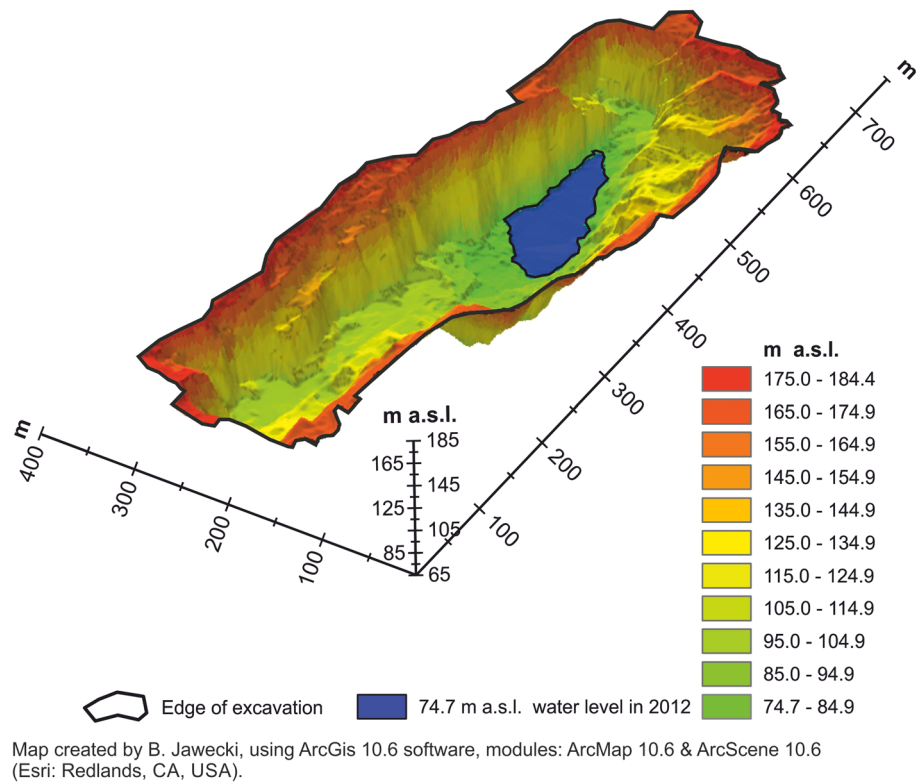 m
700
600
500
400
300
200
100
m
400
300
200
100
m a.s.l.
185
165
145
125
105
85
65
m a.s.l.
175.0 - 184.4
165.0 - 174.9
155.0 - 164.9
145.0 - 154.9
135.0 - 144.9
125.0 - 134.9
115.0 - 124.9
105.0 - 114.9
95.0 - 104.9
85.0 - 94.9
74.7 - 84.9
Edge of excavation
74.7 m a.s.l. water level in 2012
Map created by B. Jawecki, using ArcGis 10.6 software, modules: ArcMap 10.6 & ArcScene 10.6
(Esri: Redlands, CA, USA).